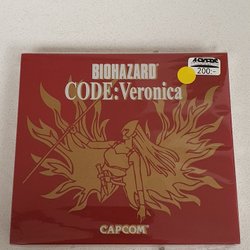 BIOHAZARD
200:-
CODE:Veronica
CAPCOM